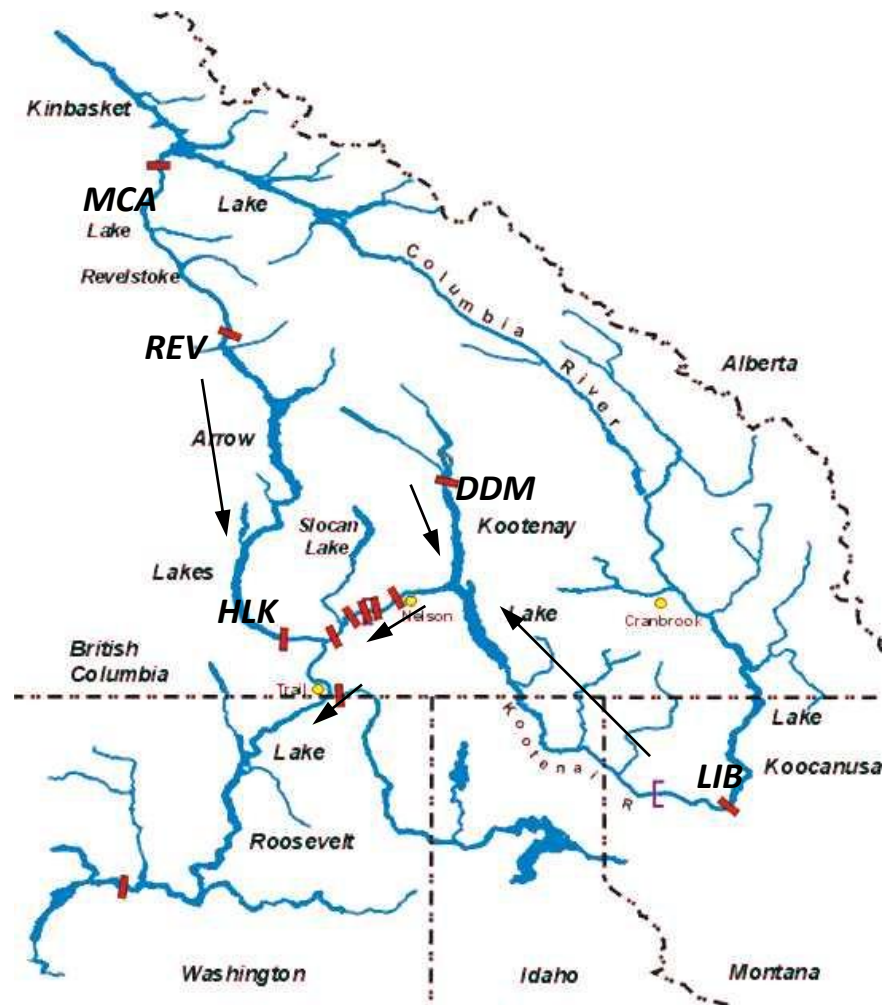 Kinbasket
MCA
Lake
Lake
Revelstoke
Columbia
River
REV
Alberta
Arrow
DDM
Slocan
Lake
Kootenay
Lakes
HLK
Nelson
Lake
Cranbrook
British
Columbia
Trail
Lake
Kootenai R
Lake
Koocanusa
LIB
Roosevelt
Washington
Idaho
Montana